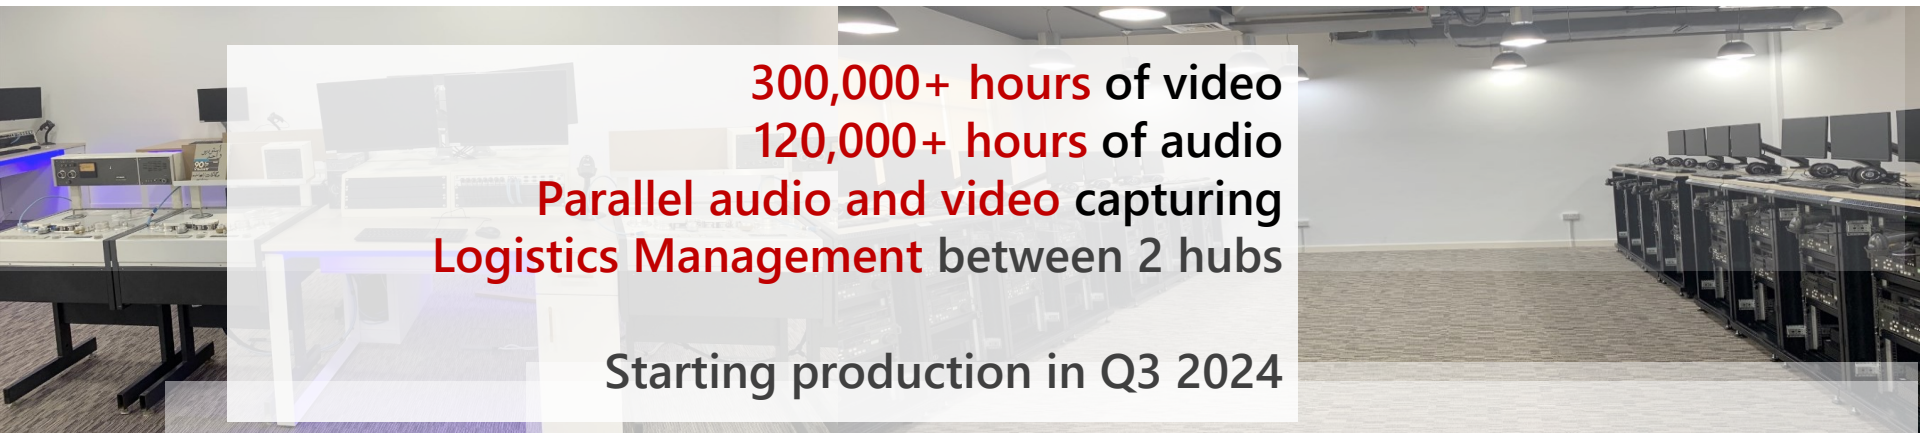 300,000+ hours of video
120,000+ hours of audio
Parallel audio and video capturing
Logistics Management between 2 hubs
Starting production in Q3 2024